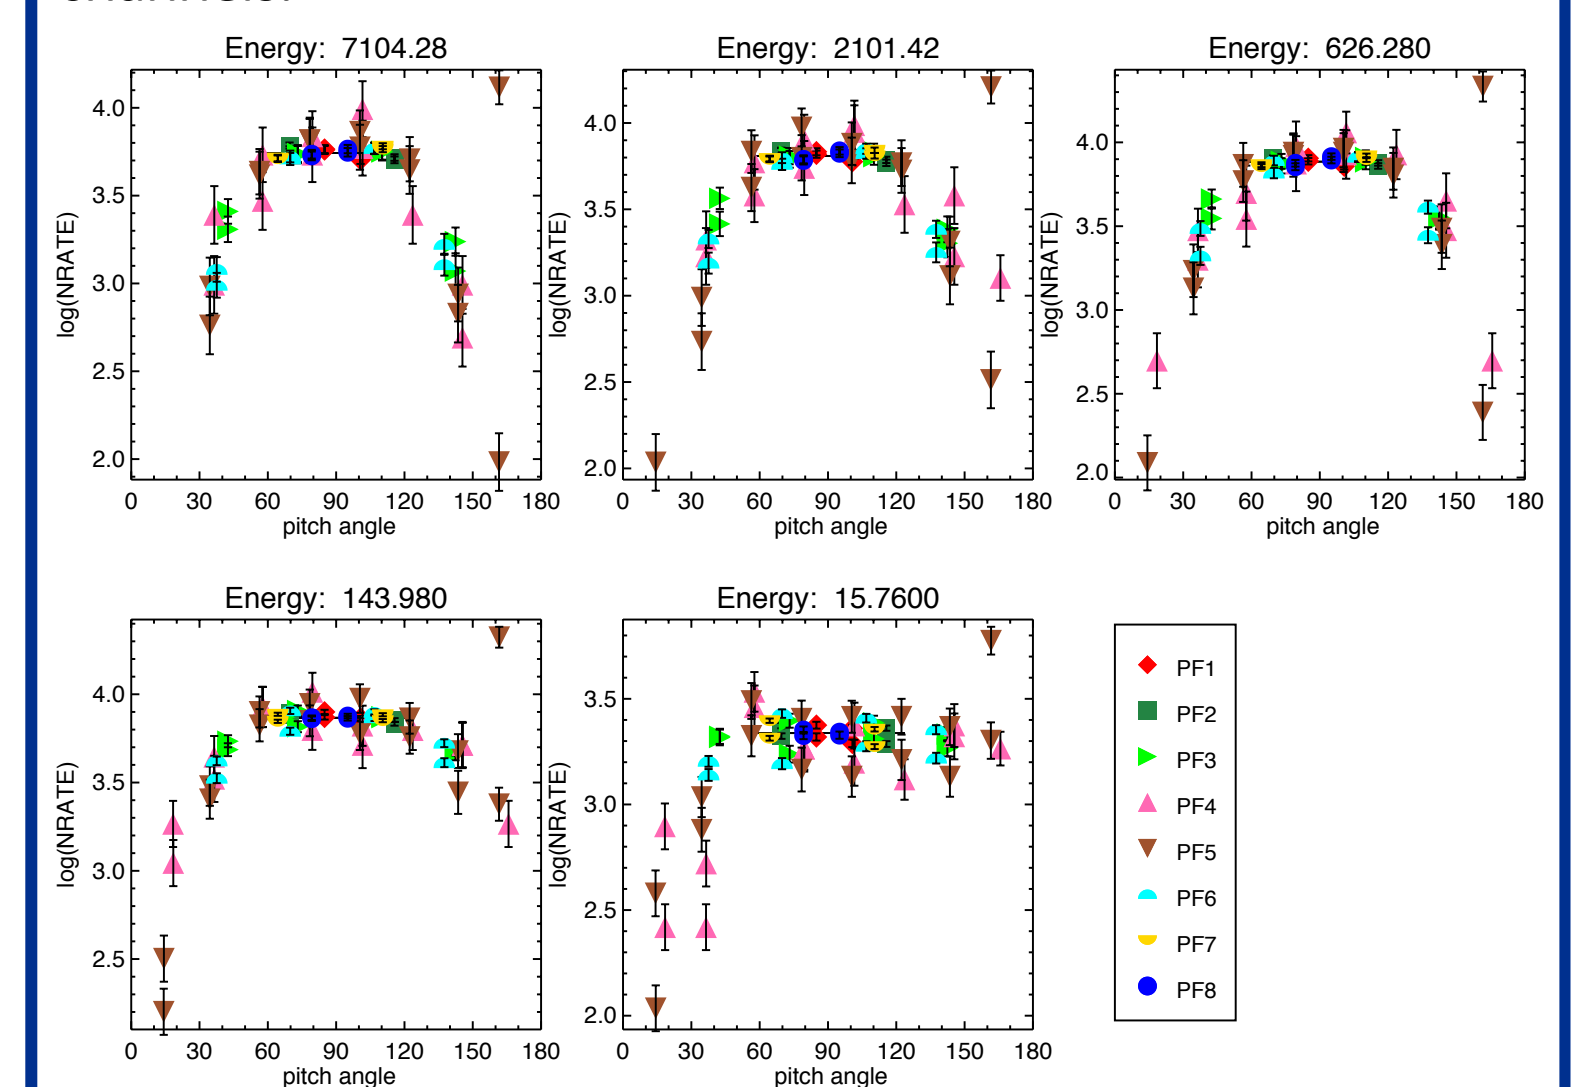 Energy: 7104.28
Energy: 2101.42
Energy: 626.280
log(NRATE)
4.0
3.5
3.0
2.5
2.0
0 30 60 90 120 150 180
pitch angle
log(NRATE)
4.0
3.5
3.0
2.5
2.0
0 30 60 90 120 150 180
pitch angle
log(NRATE)
4.0
3.5
3.0
2.5
2.0
0 30 60 90 120 150 180
pitch angle
Energy: 143.980
Energy: 15.7600
log(NRATE)
4.0
3.5
3.0
2.5
0 30 60 90 120 150 180
pitch angle
log(NRATE)
3.5
3.0
2.5
2.0
0 30 60 90 120 150 180
pitch angle
PF1
PF2
PF3
PF4
PF5
PF6
PF7
PF8